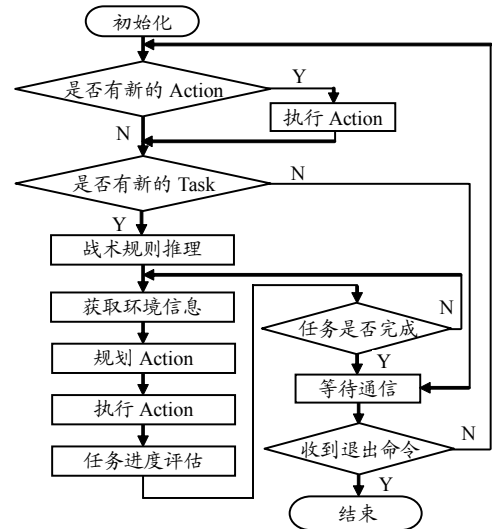 初始化
是否有新的 Action
Y
执行 Action
N
是否有新的 Task
N
Y
战术规则推理
获取环境信息
任务是否完成
N
规划 Action
Y
等待通信
执行 Action
任务进度评估
收到退出命令
N
Y
结束